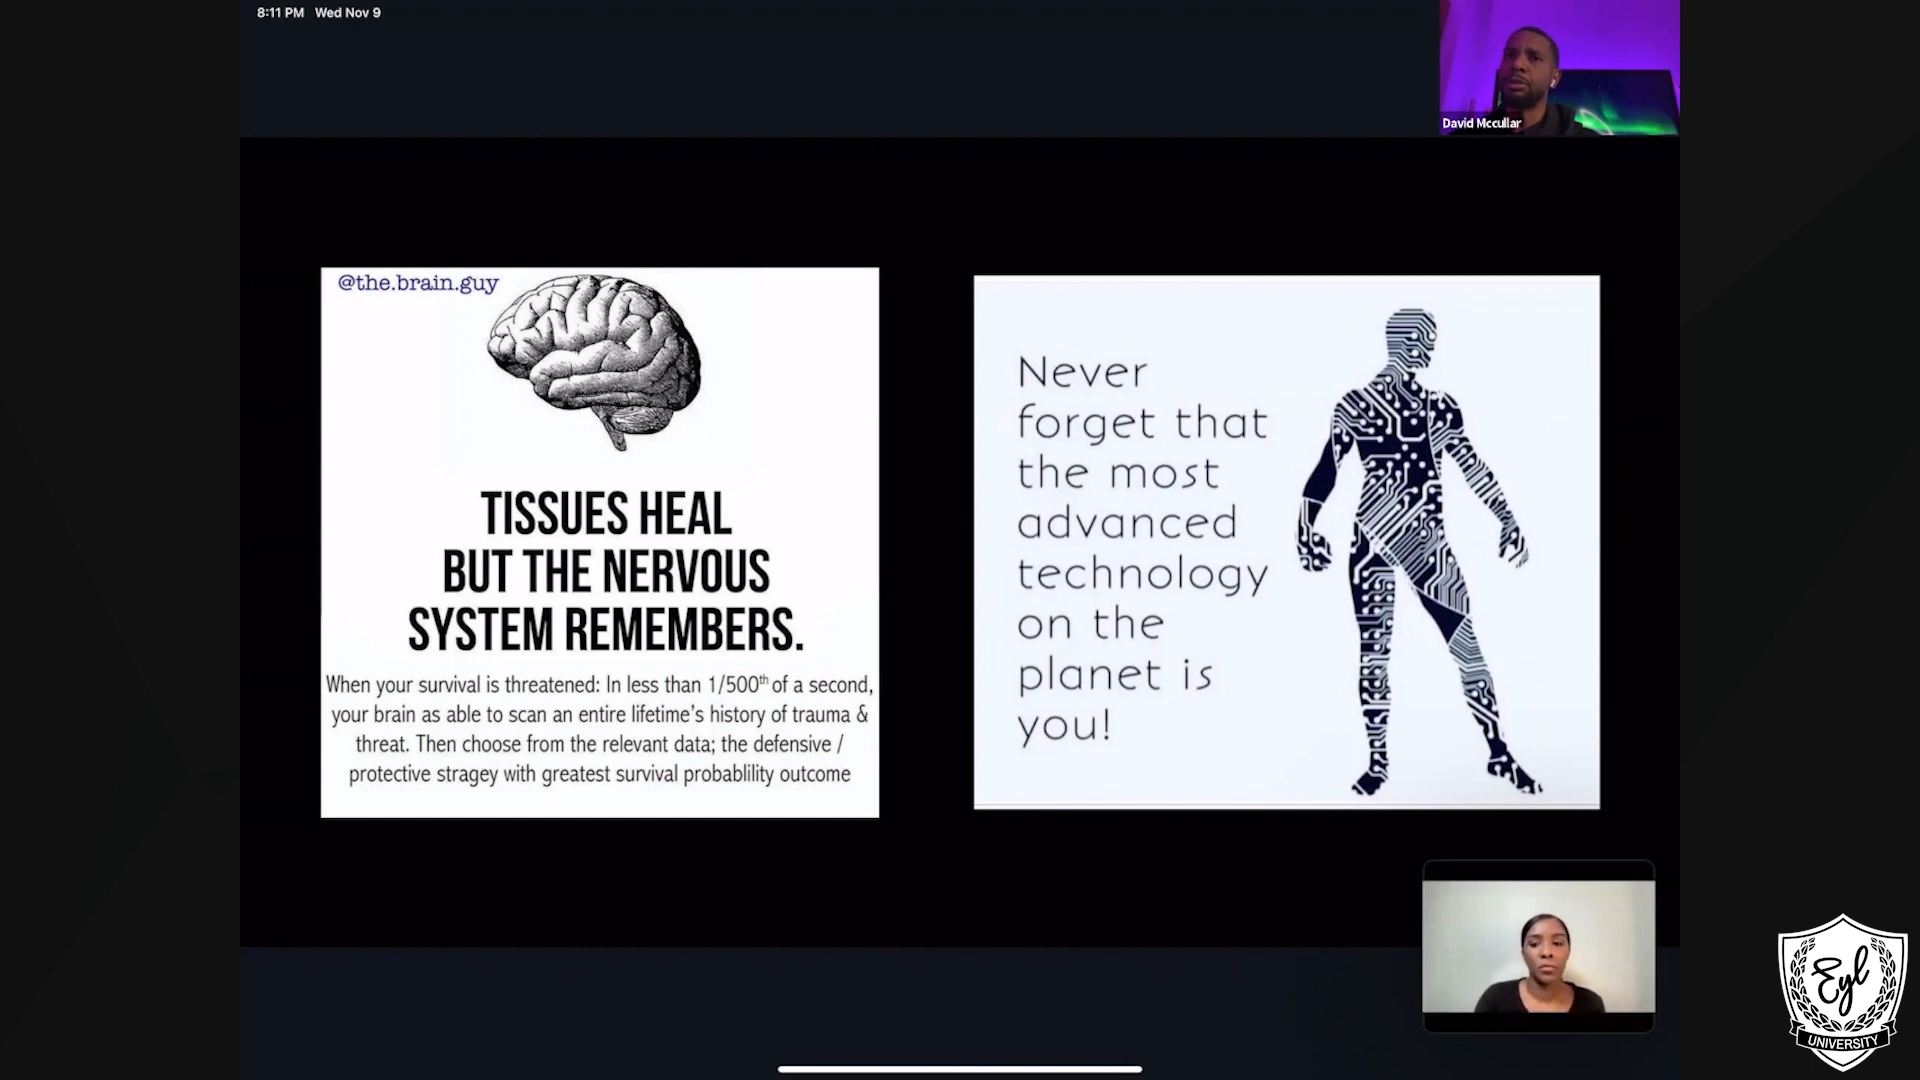 8:11 PM Wed Nov 9
David Mccullar
@the.brain.guy
TISSUES HEAL
BUT THE NERVOUS
SYSTEM REMEMBERS.
When your survival is threatened: In less than 1/500th of a second,
your brain as able to scan an entire lifetime's history of trauma &
threat. Then choose from the relevant data; the defensive /
protective stragey with greatest survival probablility outcome
Never
forget that
the most
advanced
technology
on the
planet is
you!
Eyl
UNIVERSITY